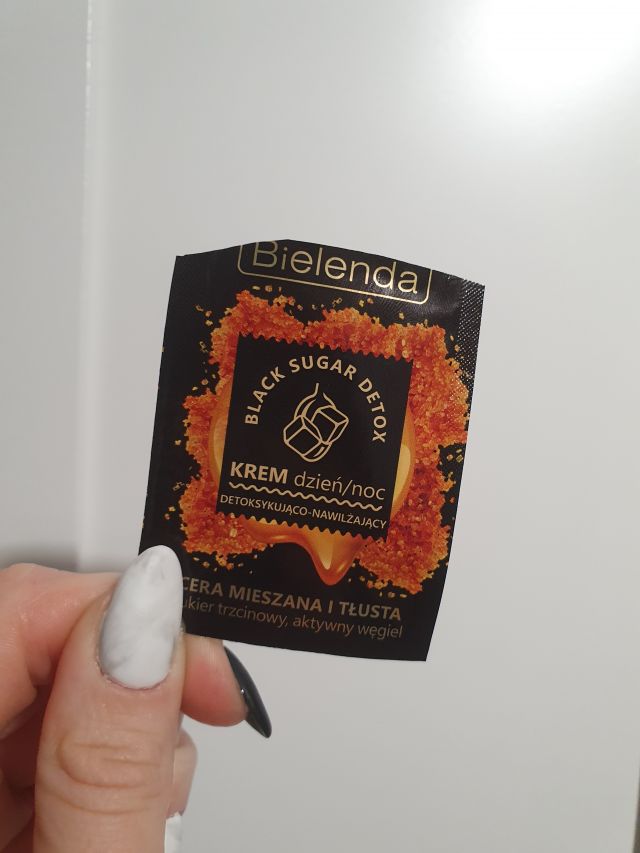 Bielenda
BLACK SUGAR DETOX
KREM dzień/noc
DETOKSYKUJĄCO-NAWILŻAJĄCY
CERA MIESZANA I TŁUSTA
cukier trzcinowy, aktywny węgiel